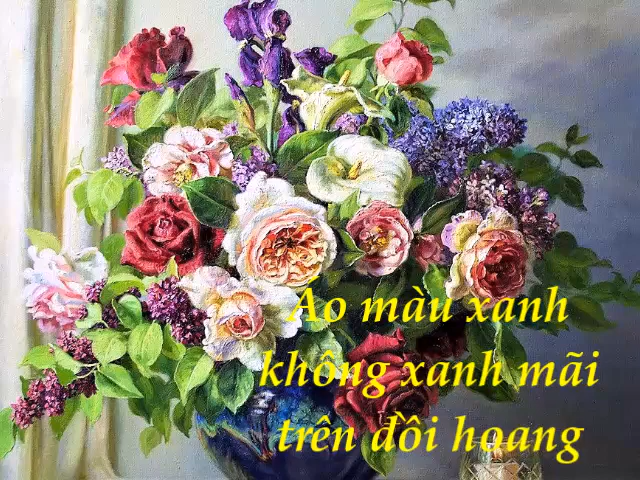 Áo màu xanh
không xanh mãi
trên đồi hoang